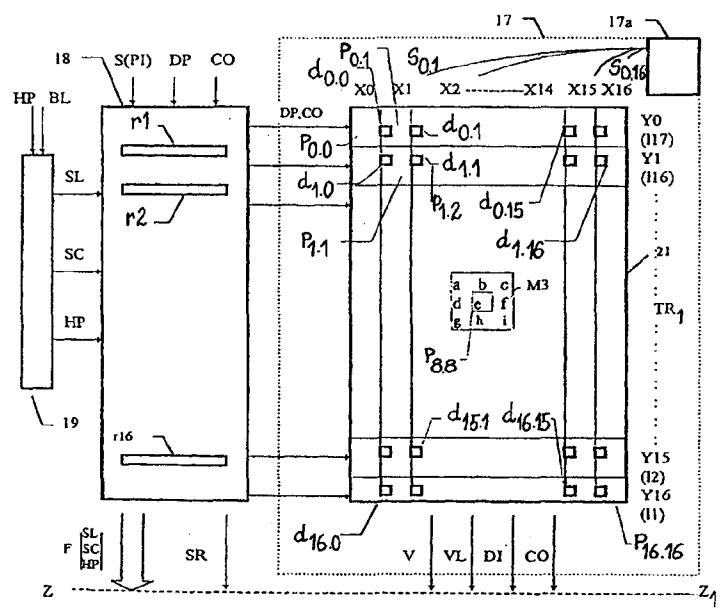 17 17a
18 S(PI) DP CO P0.1 S0.1 S0.16
d0.0
X0 X1 X2 ------- X14 X15 X16
HP BL
DP,CO
r1 P0.0 d0.1 Y0 (I17)
Y1 (I16)
SL r2 d1.0 d1.1 P1.2 d0.15
P1.1 d1.16
SC 21
a b c M3
d e f TR1
g h i
HP P8.8
19 r16 d15.1 d16.15
Y15 (I2)
Y16 (I1)
d16.0 P16.16
F SL SC HP SR V VL DI CO
Z Z1